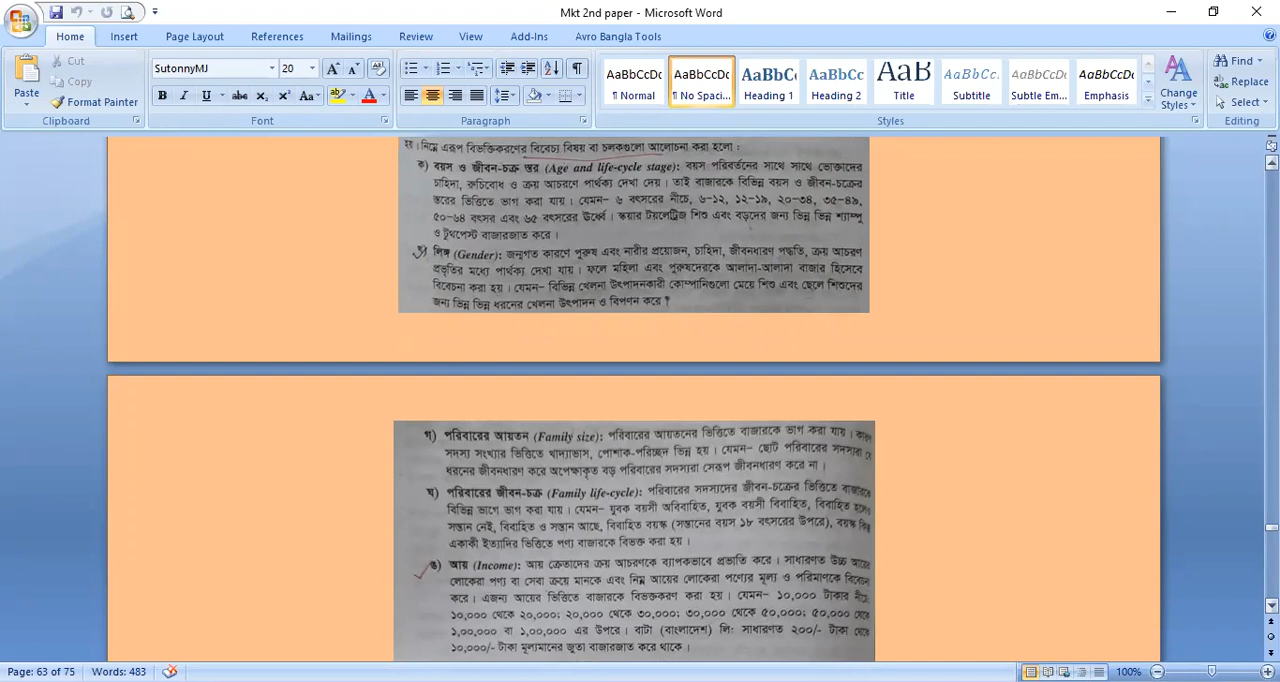 Mkt 2nd paper - Microsoft Word
Home Insert Page Layout References Mailings Review View Add-Ins Avro Bangla Tools
Paste
Cut
Copy
Format Painter
Clipboard
SutonnyMJ 20
B I U abc X₂ X² Aa
Font
Paragraph
AaBbCcDc AaBbCcDc AaBbC AaBbCc AaB AaBbCc. AaBbCcDc AaBbCcDc
¶ Normal ¶ No Spaci... Heading 1 Heading 2 Title Subtitle Subtle Em... Emphasis
Change Styles
Styles
Find
Replace
Select
Editing
হয়। নিম্নে এরূপ বিভক্তিকরণের বিবেচ্য বিষয় বা চলকগুলো আলোচনা করা হলো :
ক) বয়স ও জীবন-চক্র স্তর (Age and life-cycle stage): বয়স পরিবর্তনের সাথে সাথে ভোক্তাদের
চাহিদা, রুচিবোধ ও ক্রয় আচরণে পার্থক্য দেখা দেয়। তাই বাজারকে বিভিন্ন বয়স ও জীবন-চক্রের
স্তরের ভিত্তিতে ভাগ করা যায়। যেমন– ৬ বৎসরের নীচে, ৬-১২, ১২-১৯, ২০-৩৪, ৩৫-৪৯,
৫০-৬৪ বৎসর এবং ৬৫ বৎসরের ঊর্ধ্বে। স্কয়ার টয়লেট্রিজ শিশু এবং বড়দের জন্য ভিন্ন ভিন্ন শ্যাম্পু
ও টুথপেস্ট বাজারজাত করে।
লিঙ্গ (Gender): জন্মগত কারণে পুরুষ এবং নারীর প্রয়োজন, চাহিদা, জীবনধারণ পদ্ধতি, ক্রয় আচরণ
প্রভৃতির মধ্যে পার্থক্য দেখা যায়। ফলে মহিলা এবং পুরুষদেরকে আলাদা-আলাদা বাজার হিসেবে
বিবেচনা করা হয়। যেমন– বিভিন্ন খেলনা উৎপাদনকারী কোম্পানিগুলো মেয়ে শিশু এবং ছেলে শিশুদের
জন্য ভিন্ন ভিন্ন ধরনের খেলনা উৎপাদন ও বিপণন করে।
গ) পরিবারের আয়তন (Family size): পরিবারের আয়তনের ভিত্তিতে বাজারকে ভাগ করা যায়। কারণ
সদস্য সংখ্যার ভিত্তিতে খাদ্যাভাস, পোশাক-পরিচ্ছদ ভিন্ন হয়। যেমন– ছোট পরিবারের সদস্যরা যে
ধরনের জীবনধারণ করে অপেক্ষাকৃত বড় পরিবারের সদস্যরা সেরূপ জীবনধারণ করে না।
ঘ) পরিবারের জীবন-চক্র (Family life-cycle): পরিবারের সদস্যদের জীবন-চক্রের ভিত্তিতে বাজারকে
বিভিন্ন ভাগে ভাগ করা যায়। যেমন– যুবক বয়সী অবিবাহিত, যুবক বয়সী বিবাহিত, বিবাহিত
সন্তান নেই, বিবাহিত ও সন্তান আছে, বিবাহিত বয়স্ক (সন্তানের বয়স ১৮ বৎসরের উপরে), বয়স্ক
একাকী ইত্যাদির ভিত্তিতে পণ্য বাজারকে বিভক্ত করা হয়।
ঙ) আয় (Income): আয় ক্রেতাদের ক্রয় আচরণকে ব্যাপকভাবে প্রভাতি করে। সাধারণত উচ্চ আয়ের
লোকেরা পণ্য বা সেবা ক্রয়ে মানকে এবং নিম্ন আয়ের লোকেরা পণ্যের মূল্য ও পরিমাণকে
করে। এজন্য আয়ের ভিত্তিতে বাজারকে বিভক্তকরণ করা হয়। যেমন– ১০,০০০ টাকার নীচে
১০,০০০ থেকে ২০,০০০; ২০,০০০ থেকে ৩০,০০০; ৩০,০০০ থেকে ৫০,০০০; ৫০,০০০ থেকে
১,০০,০০০ বা ১,০০,০০০ এর উপরে। বাটা (বাংলাদেশ) লি: সাধারণত ২০০/- টাকা থেকে
১০,০০০/- টাকা মূল্যমানের জুতা বাজারজাত করে থাকে।
Page: 63 of 75 Words: 483 100%